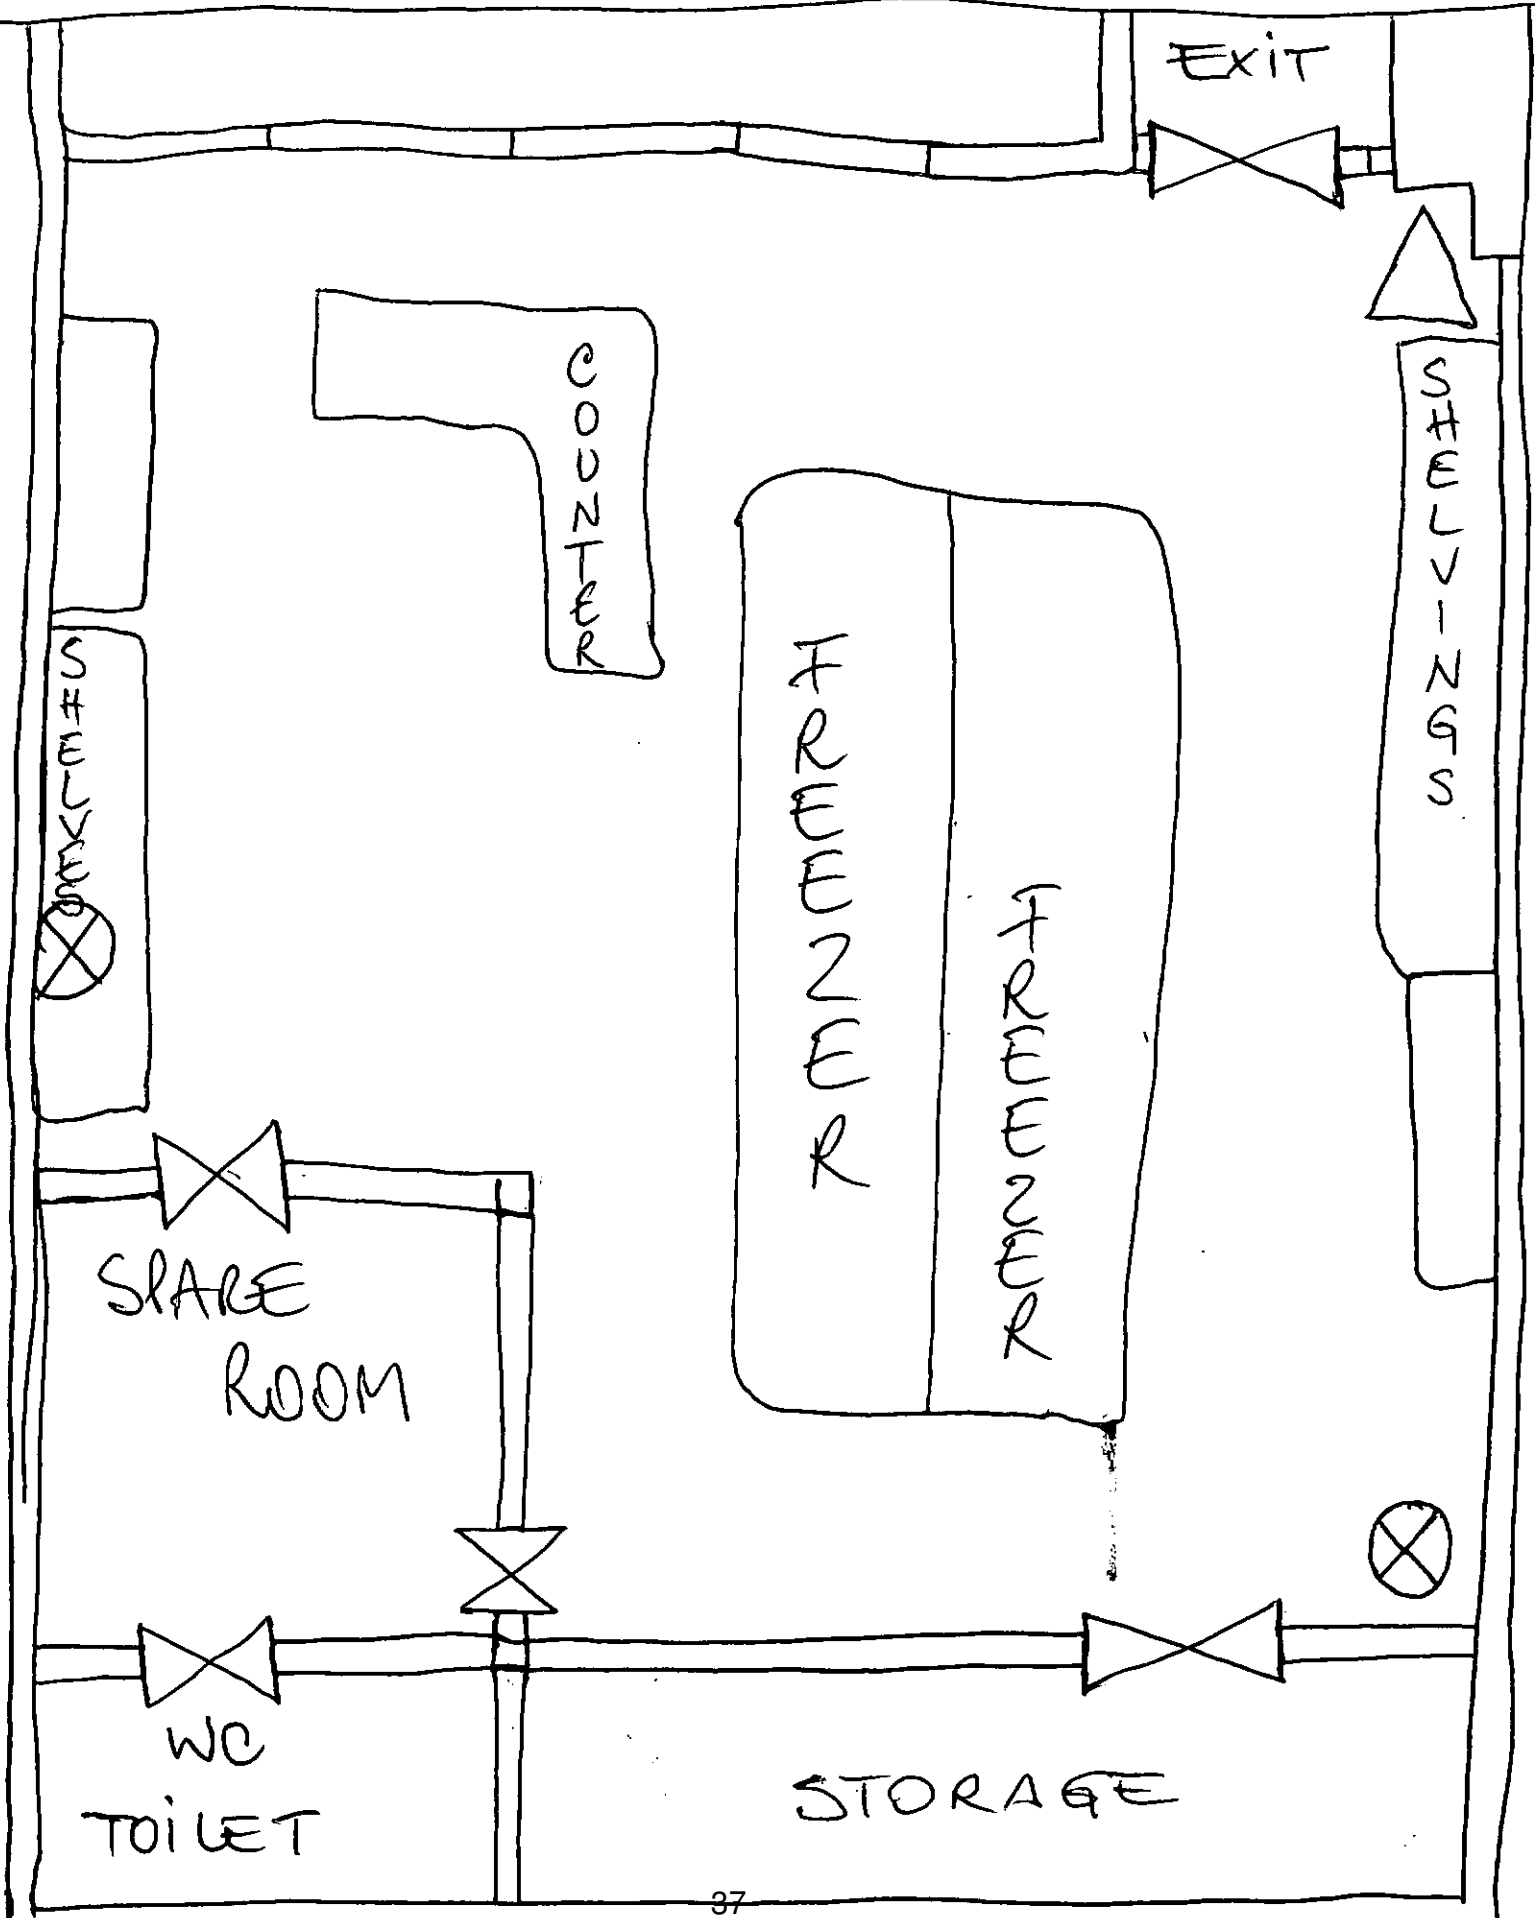 EXiT
COUNTER
SHELVINGS
SHELVES
FREEZER
FREEZER
SPARE
ROOM
WC
TOiLET
STORAGE
37